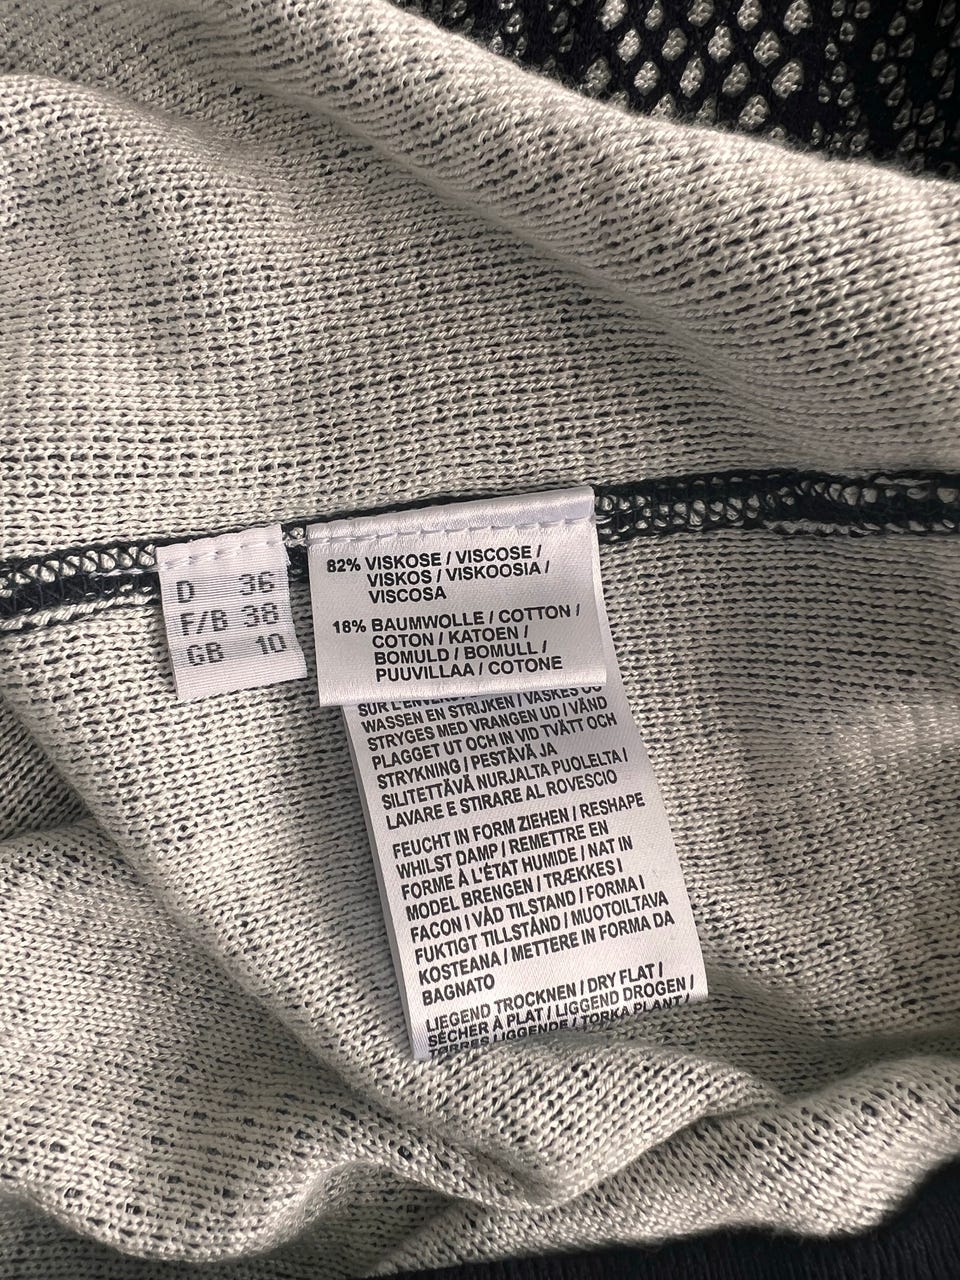 D 36
F/B 38
GB 10
82% VISKOSE / VISCOSE /
VISKOS / VISKOOSIA /
VISCOSA
18% BAUMWOLLE / COTTON /
COTON / KATOEN /
BOMULD / BOMULL /
PUUVILLAA / COTONE
SUR L'ENVERS
WASSEN EN STRIJKEN / VASKES OG
STRYGES MED VRANGEN UD / VÄND
PLAGGET UT OCH IN VID TVÄTT OCH
STRYKNING / PESTÄVÄ JA
SILITETTÄVÄ NURJALTA PUOLELTA /
LAVARE E STIRARE AL ROVESCIO
FEUCHT IN FORM ZIEHEN / RESHAPE
WHILST DAMP / REMETTRE EN
FORME À L'ÉTAT HUMIDE / NAT IN
MODEL BRENGEN / TRÆKKES I
FACON I VÅD TILSTAND / FORMA I
FUKTIGT TILLSTÅND / MUOTOILTAVA
KOSTEANA / METTERE IN FORMA DA
BAGNATO
LIEGEND TROCKNEN / DRY FLAT /
SÉCHER À PLAT / LIGGEND DROGEN /
TØRRES LIGGENDE / TORKA PLANT /